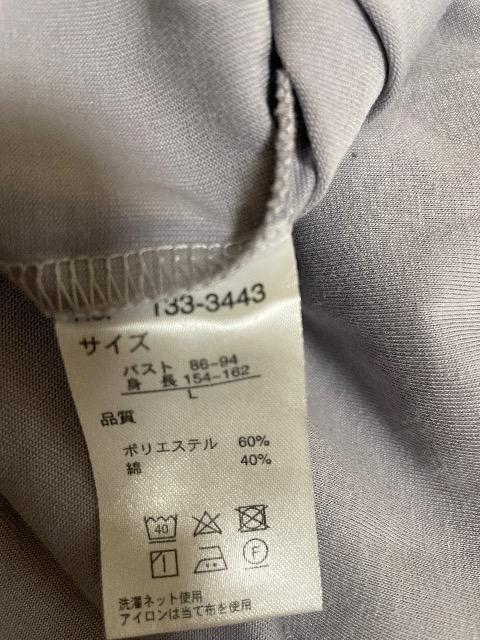 133-3443
サイズ
バスト 86~94
身 長 154~162
L
品質
ポリエステル 60%
綿 40%
40
F
洗濯ネット使用
アイロンは当て布を使用